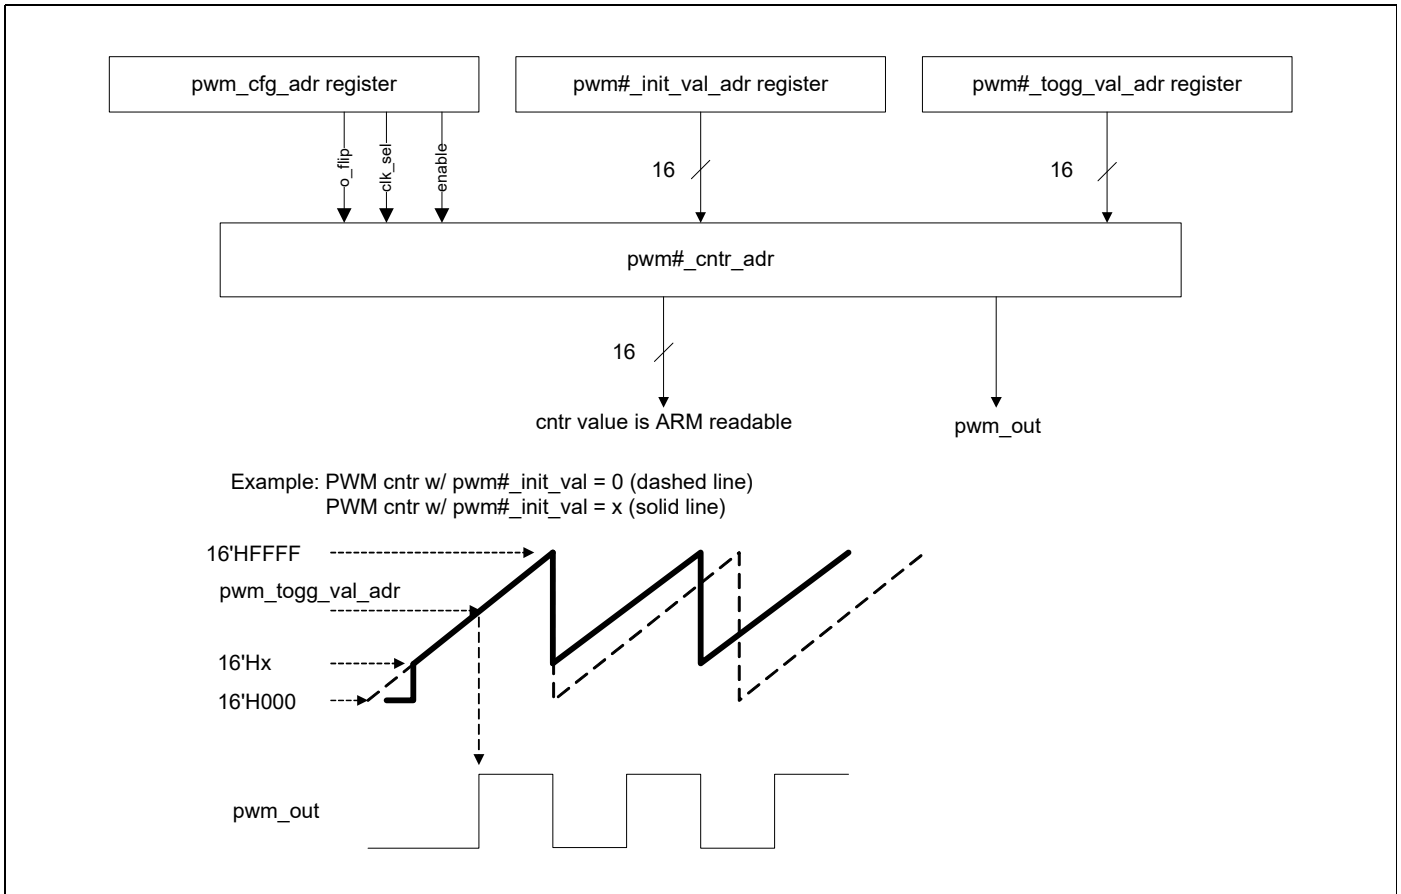 pwm_cfg_adr register
pwm#_init_val_adr register
pwm#_togg_val_adr register
o_flip
clk_sel
enable
16
16
pwm#_cntr_adr
16
cntr value is ARM readable
pwm_out
Example: PWM cntr w/ pwm#_init_val = 0 (dashed line)
PWM cntr w/ pwm#_init_val = x (solid line)
16'HFFFF
pwm_togg_val_adr
16'Hx
16'H000
pwm_out